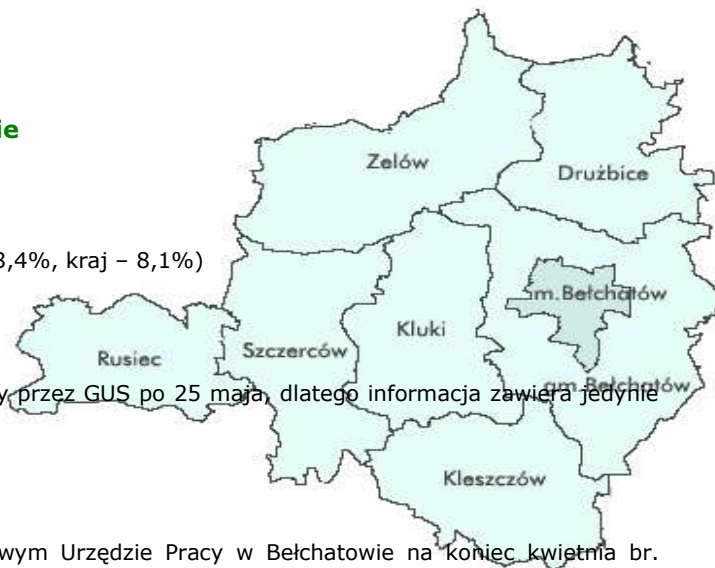 ie
Zelów
Drużbice
3,4%, kraj – 8,1%)
m.Bełchatów
Kluki
Szczerców
Rusiec
y przez GUS po 25 maja, dlatego informacja zawiera jedynie
gm.Bełchatów
Kleszczów
wym Urzędzie Pracy w Bełchatowie na koniec kwietnia br.